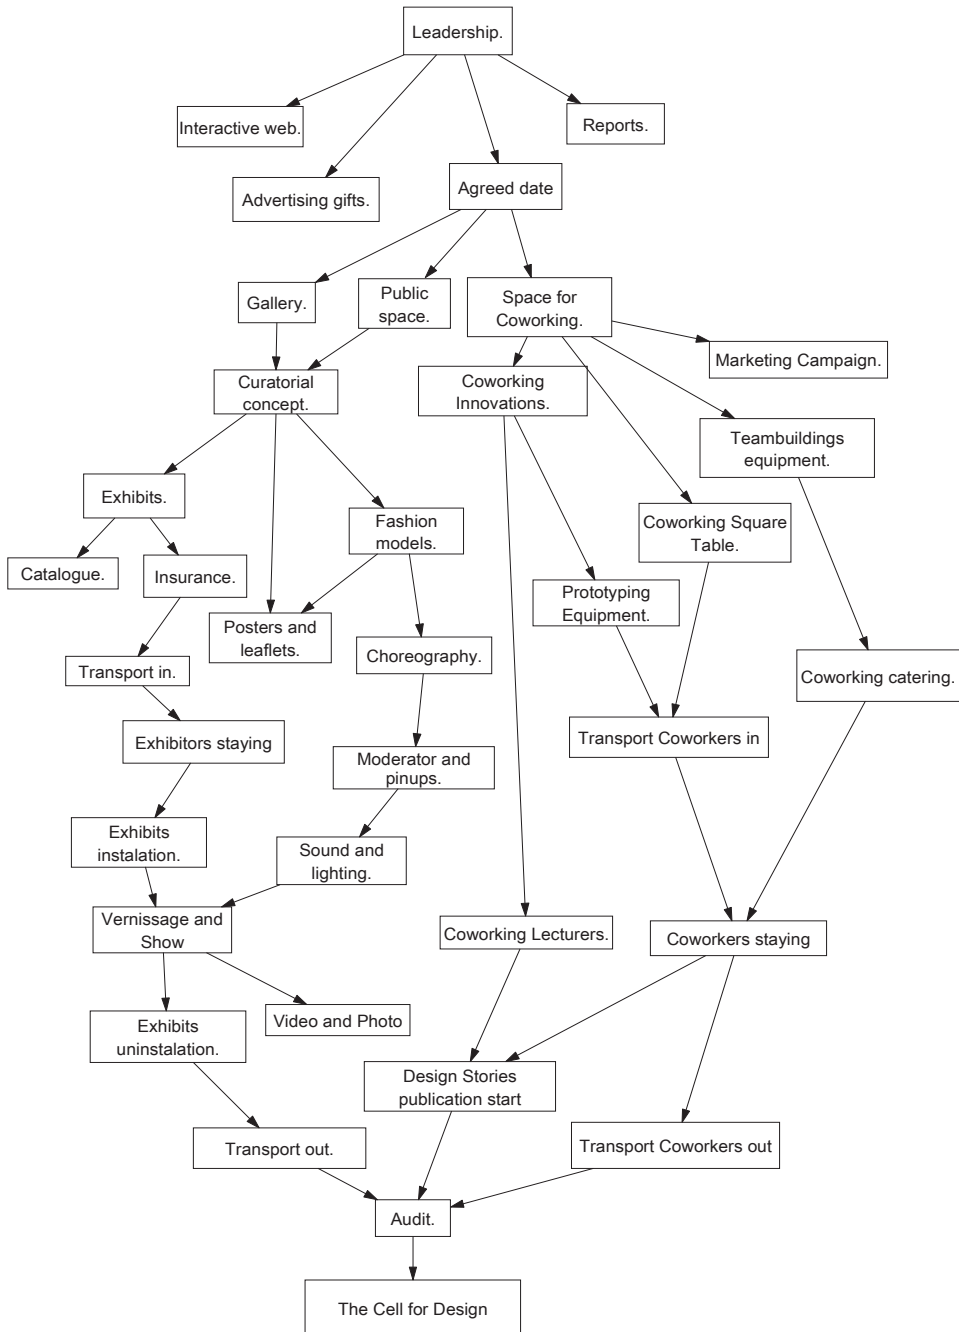 Leadership.
Interactive web.
Reports.
Advertising gifts.
Agreed date
Gallery.
Public
space.
Space for
Coworking.
Marketing Campaign.
Curatorial
concept.
Coworking
Innovations.
Teambuildings
equipment.
Exhibits.
Fashion
models.
Coworking Square
Table.
Catalogue.
Insurance.
Prototyping
Equipment.
Posters and
leaflets.
Choreography.
Transport in.
Coworking catering.
Exhibitors staying
Transport Coworkers in
Moderator and
pinups.
Exhibits
instalation.
Sound and
lighting.
Vernissage and
Show
Coworking Lecturers.
Coworkers staying
Video and Photo
Exhibits
uninstalation.
Design Stories
publication start
Transport out.
Transport Coworkers out
Audit.
The Cell for Design